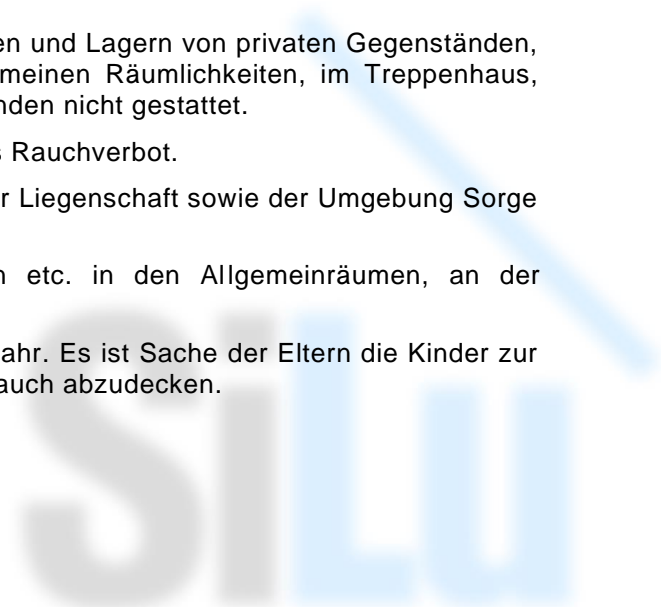 en und Lagern von privaten Gegenständen,
meinen Räumlichkeiten, im Treppenhaus,
nden nicht gestattet.
s Rauchverbot.
r Liegenschaft sowie der Umgebung Sorge
n etc. in den Allgemeinräumen, an der
ahr. Es ist Sache der Eltern die Kinder zur
auch abzudecken.
SiLu